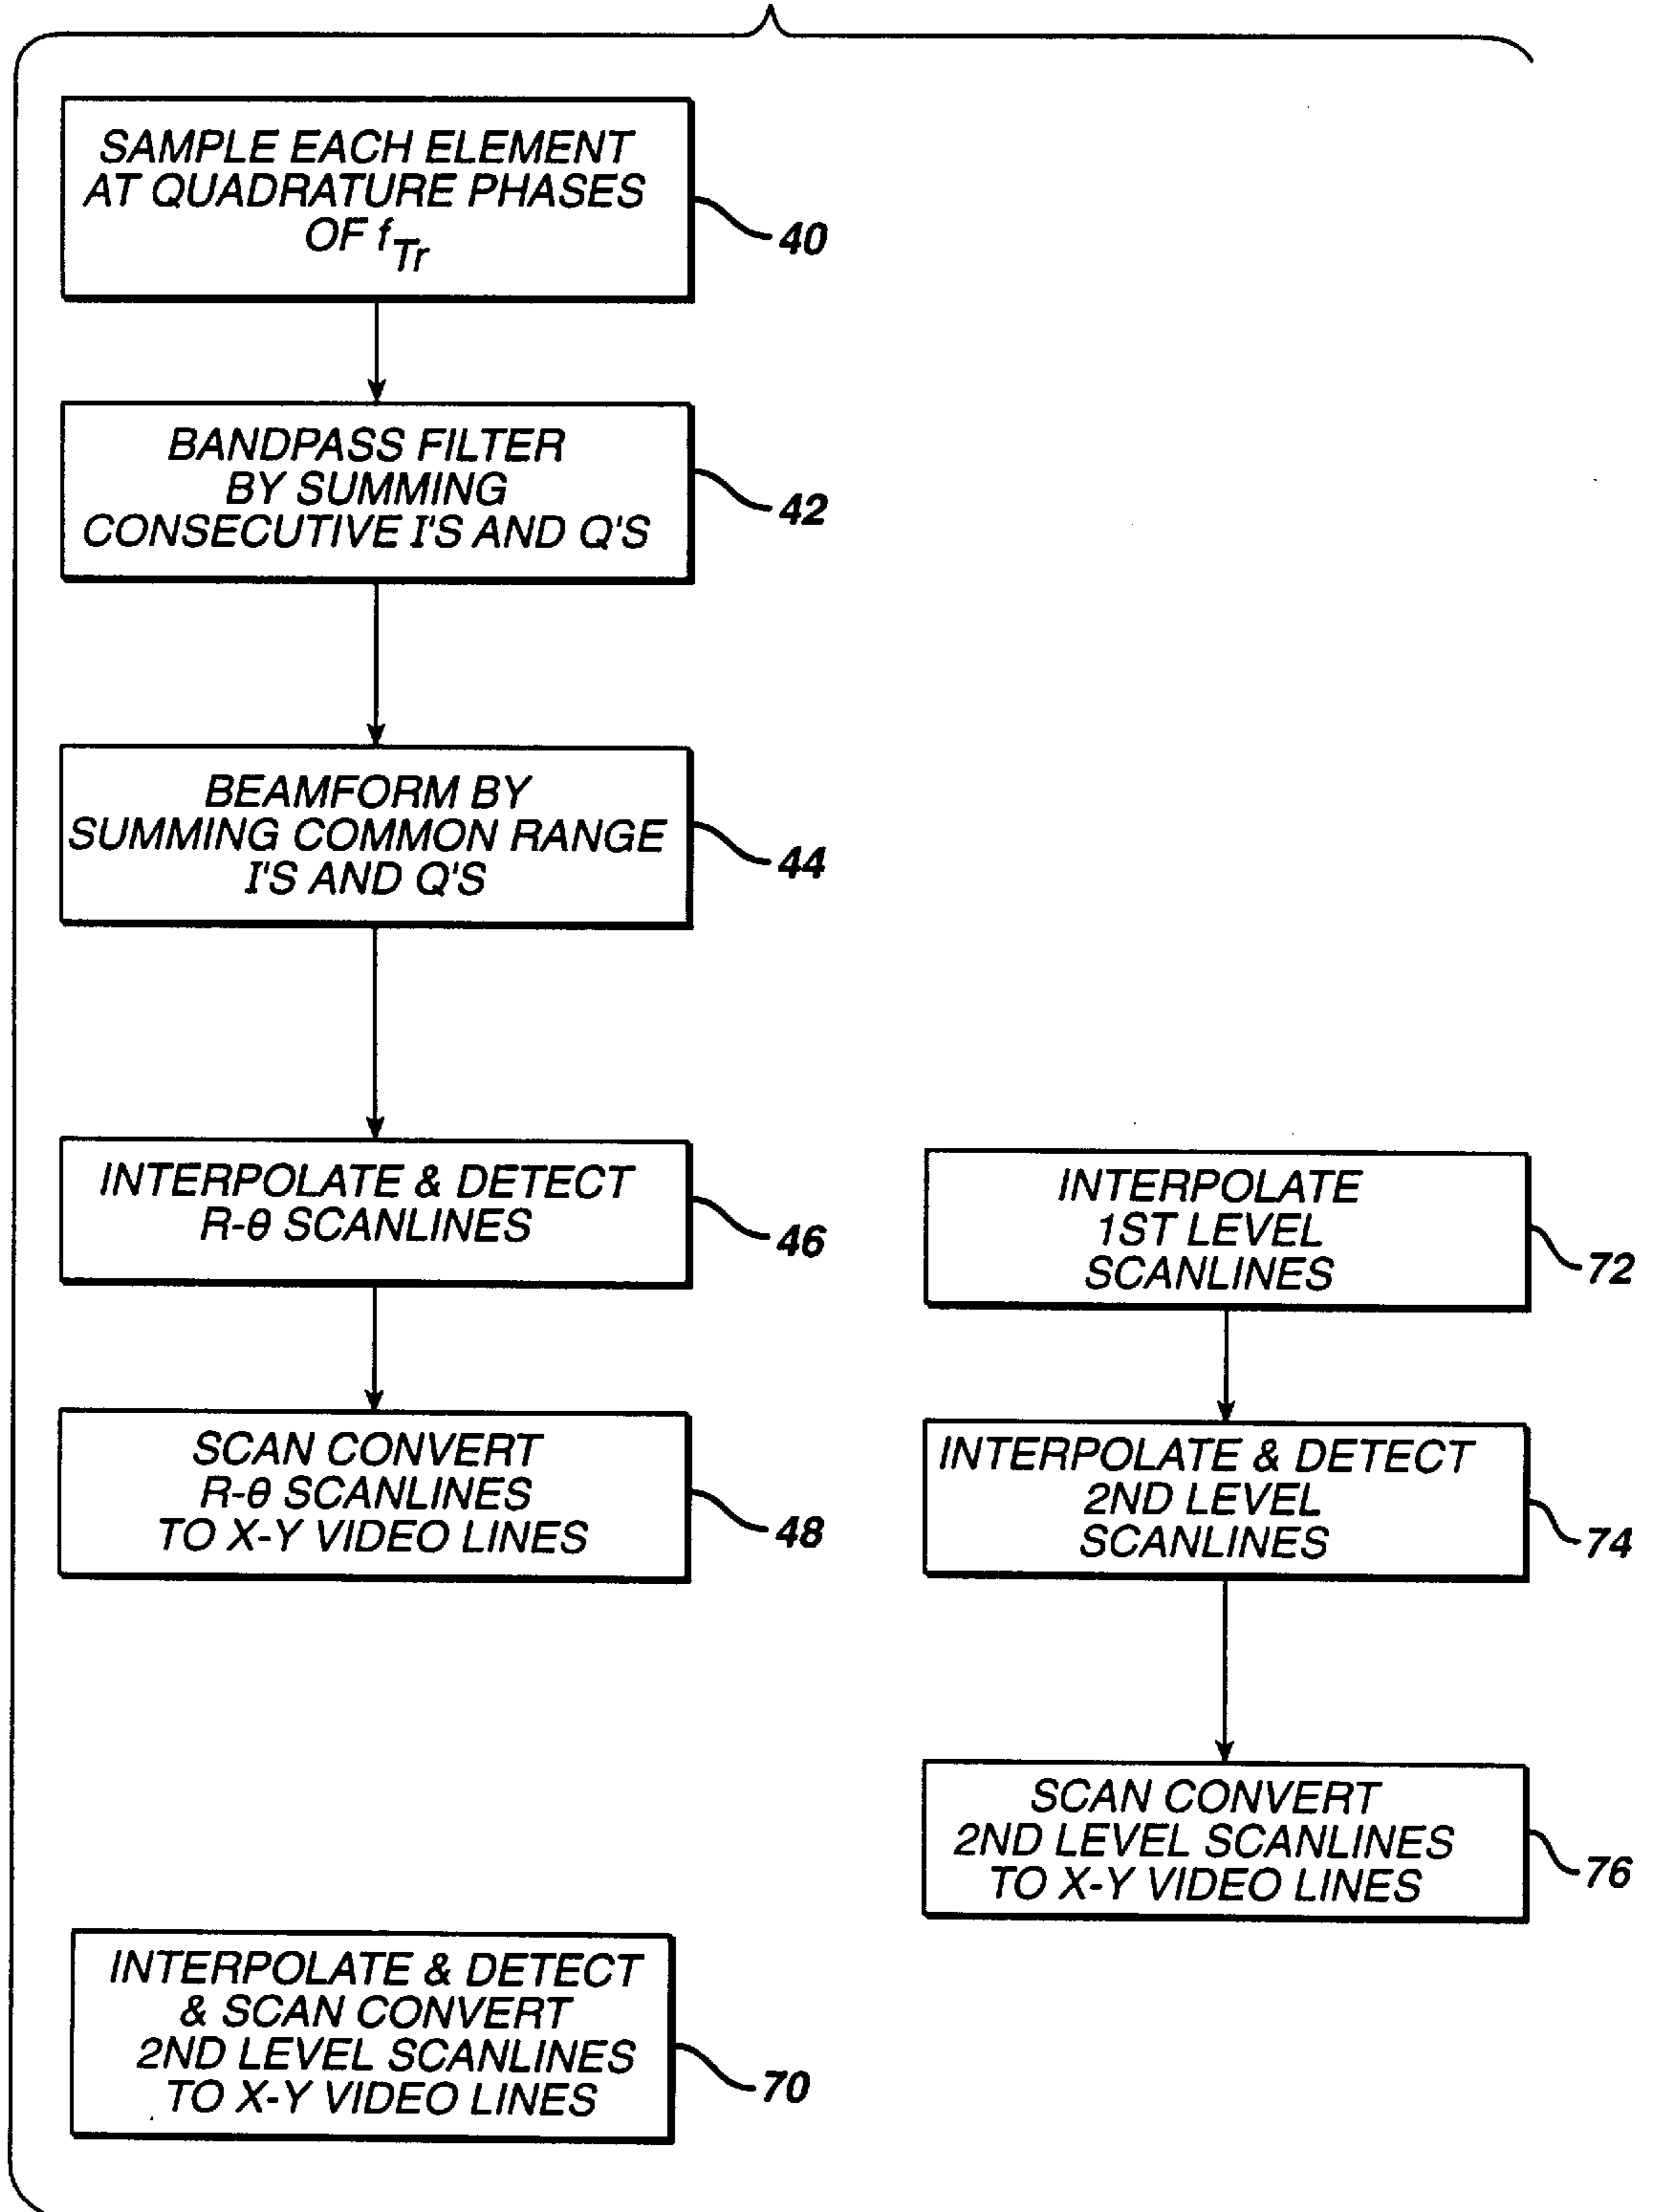 SAMPLE EACH ELEMENT
AT QUADRATURE PHASES
OF fTr
40
BANDPASS FILTER
BY SUMMING
CONSECUTIVE I'S AND Q'S
42
BEAMFORM BY
SUMMING COMMON RANGE
I'S AND Q'S
44
INTERPOLATE & DETECT
R-θ SCANLINES
46
SCAN CONVERT
R-θ SCANLINES
TO X-Y VIDEO LINES
48
INTERPOLATE & DETECT
& SCAN CONVERT
2ND LEVEL SCANLINES
TO X-Y VIDEO LINES
70
INTERPOLATE
1ST LEVEL
SCANLINES
72
INTERPOLATE & DETECT
2ND LEVEL
SCANLINES
74
SCAN CONVERT
2ND LEVEL SCANLINES
TO X-Y VIDEO LINES
76